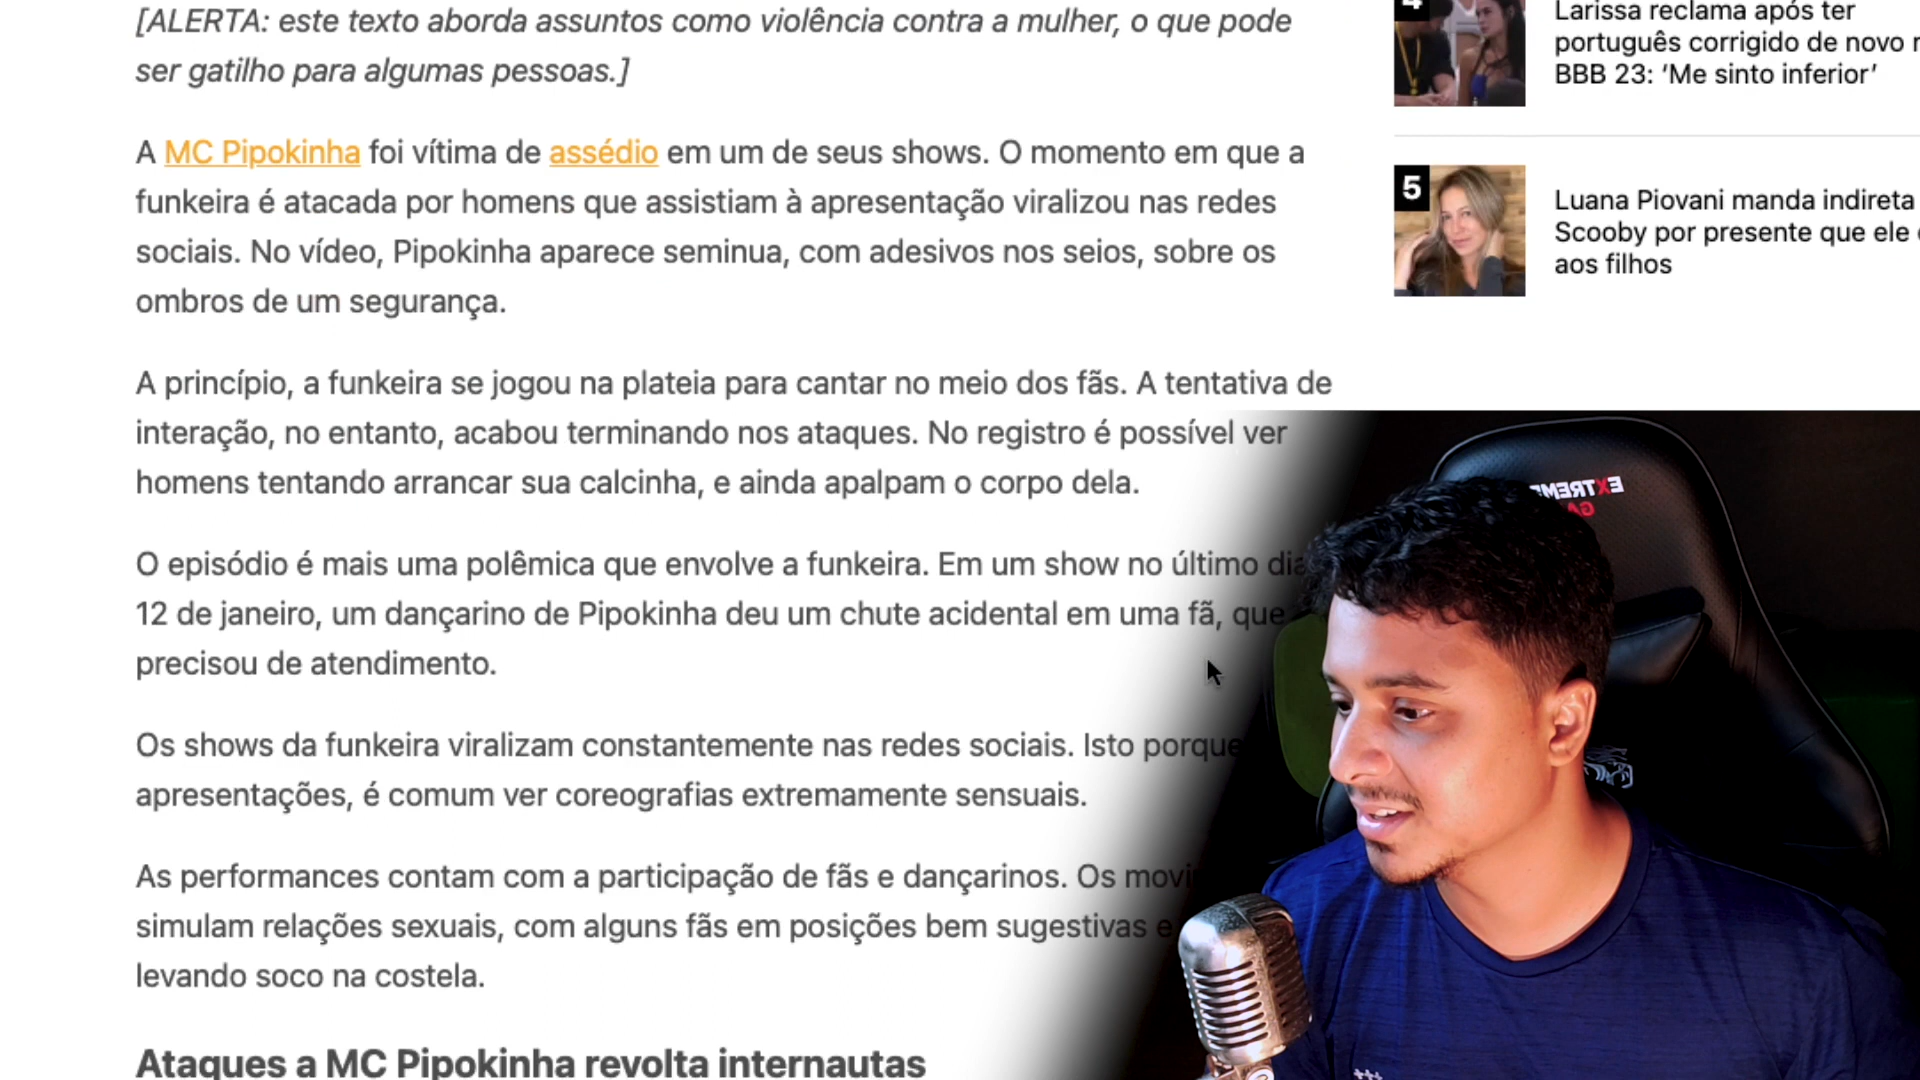 [ALERTA: este texto aborda assuntos como violência contra a mulher, o que pode
ser gatilho para algumas pessoas.]
A MC Pipokinha foi vítima de assédio em um de seus shows. O momento em que a
funkeira é atacada por homens que assistiam à apresentação viralizou nas redes
sociais. No vídeo, Pipokinha aparece seminua, com adesivos nos seios, sobre os
ombros de um segurança.
A princípio, a funkeira se jogou na plateia para cantar no meio dos fãs. A tentativa de
interação, no entanto, acabou terminando nos ataques. No registro é possível ver
homens tentando arrancar sua calcinha, e ainda apalpam o corpo dela.
O episódio é mais uma polêmica que envolve a funkeira. Em um show no último dia
12 de janeiro, um dançarino de Pipokinha deu um chute acidental em uma fã, que
precisou de atendimento.
Os shows da funkeira viralizam constantemente nas redes sociais. Isto porque
apresentações, é comum ver coreografias extremamente sensuais.
As performances contam com a participação de fãs e dançarinos. Os
simulam relações sexuais, com alguns fãs em posições bem sugestivas e
levando soco na costela.
Ataques a MC Pipokinha revolta internautas
4
Larissa reclama após ter
português corrigido de novo
BBB 23: ‘Me sinto inferior’
5
Luana Piovani manda indireta
Scooby por presente que ele
aos filhos
EXTREME